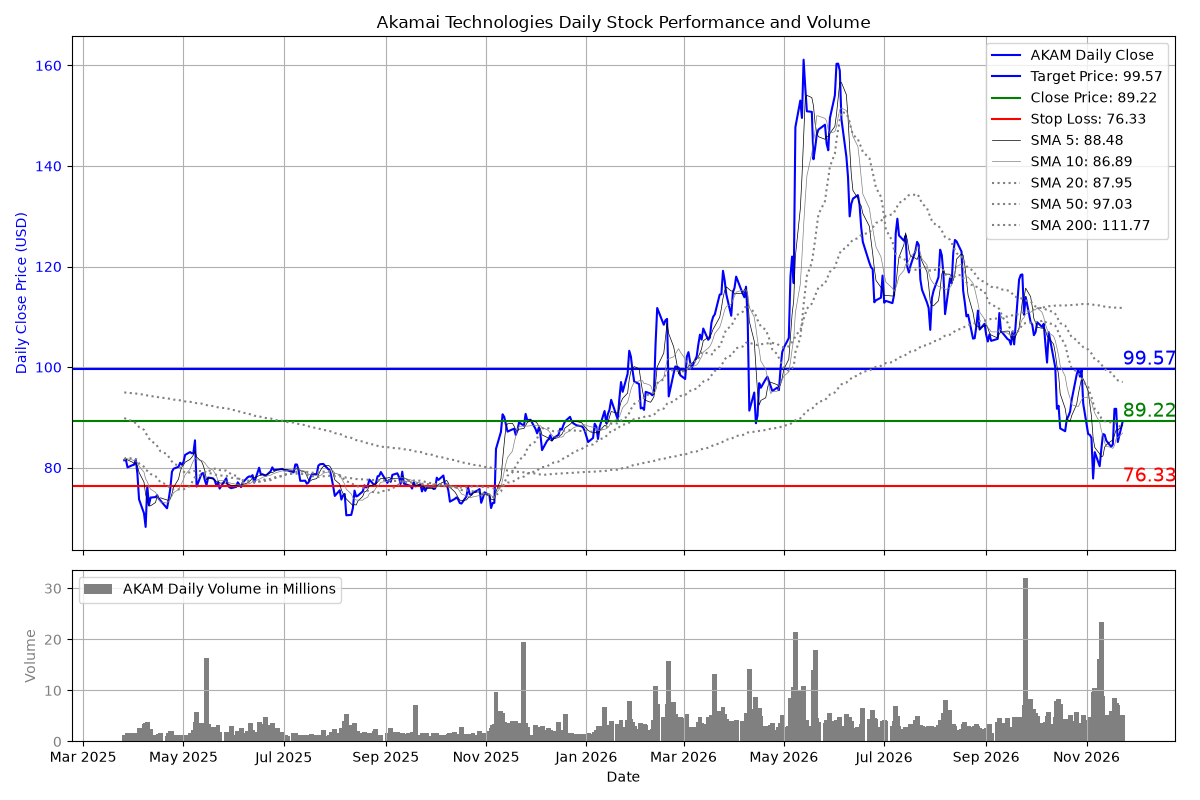 Akamai Technologies Daily Stock Performance and Volume
Daily Close Price (USD)
160
140
120
100
80
AKAM Daily Close
Target Price: 99.57
Close Price: 89.22
Stop Loss: 76.33
SMA 5: 88.48
SMA 10: 86.89
SMA 20: 87.95
SMA 50: 97.03
SMA 200: 111.77
99.57
89.22
76.33
Volume
30
20
10
0
AKAM Daily Volume in Millions
Mar 2025 May 2025 Jul 2025 Sep 2025 Nov 2025 Jan 2026 Mar 2026 May 2026 Jul 2026 Sep 2026 Nov 2026
Date